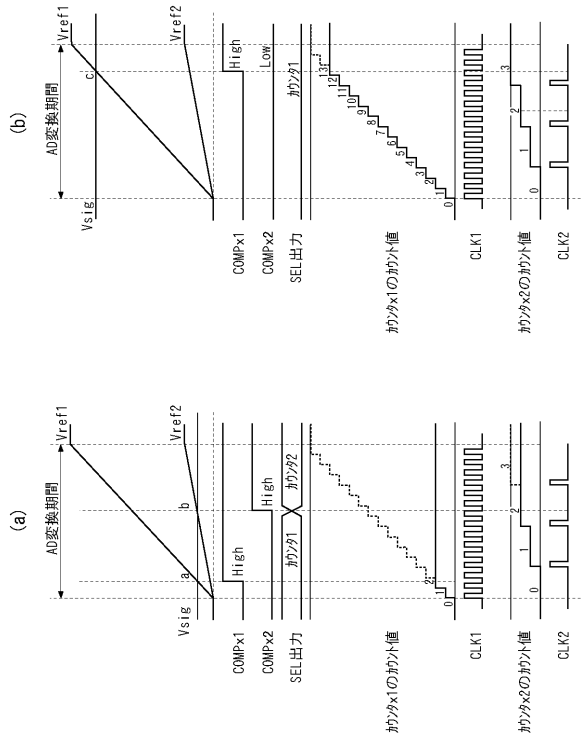 (a)
AD変換期間
Vref1
Vref2
Vsig
a
b
COMPx1
High
COMPx2
High
SEL出力
カウンタ1
カウンタ2
カウンタx1のカウント値
0
1
2
CLK1
カウンタx2のカウント値
0
1
2
3
CLK2
(b)
AD変換期間
Vref1
Vref2
Vsig
c
COMPx1
High
COMPx2
Low
SEL出力
カウンタ1
カウンタx1のカウント値
0
1
2
3
4
5
6
7
8
9
10
11
12
13
CLK1
カウンタx2のカウント値
0
1
2
3
CLK2